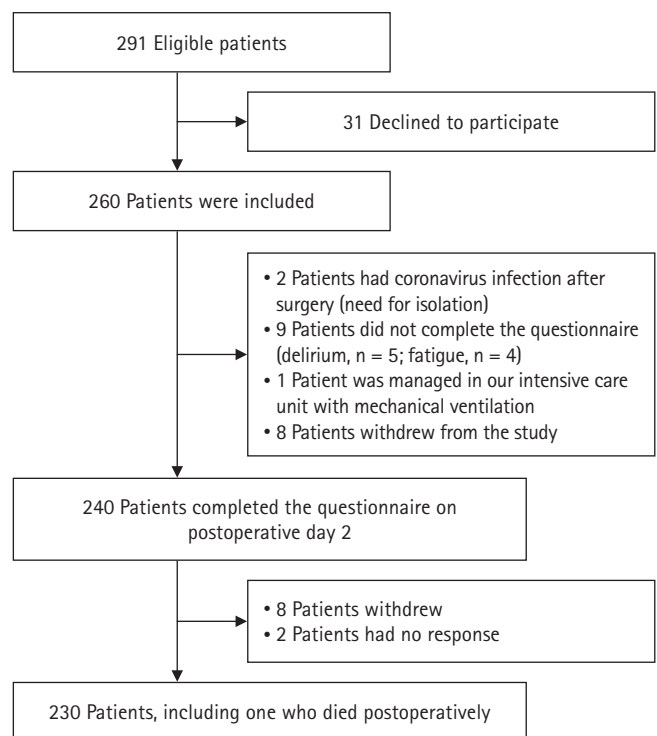 291 Eligible patients
31 Declined to participate
260 Patients were included
• 2 Patients had coronavirus infection after
surgery (need for isolation)
• 9 Patients did not complete the questionnaire
(delirium, n = 5; fatigue, n = 4)
• 1 Patient was managed in our intensive care
unit with mechanical ventilation
• 8 Patients withdrew from the study
240 Patients completed the questionnaire on
postoperative day 2
• 8 Patients withdrew
• 2 Patients had no response
230 Patients, including one who died postoperatively